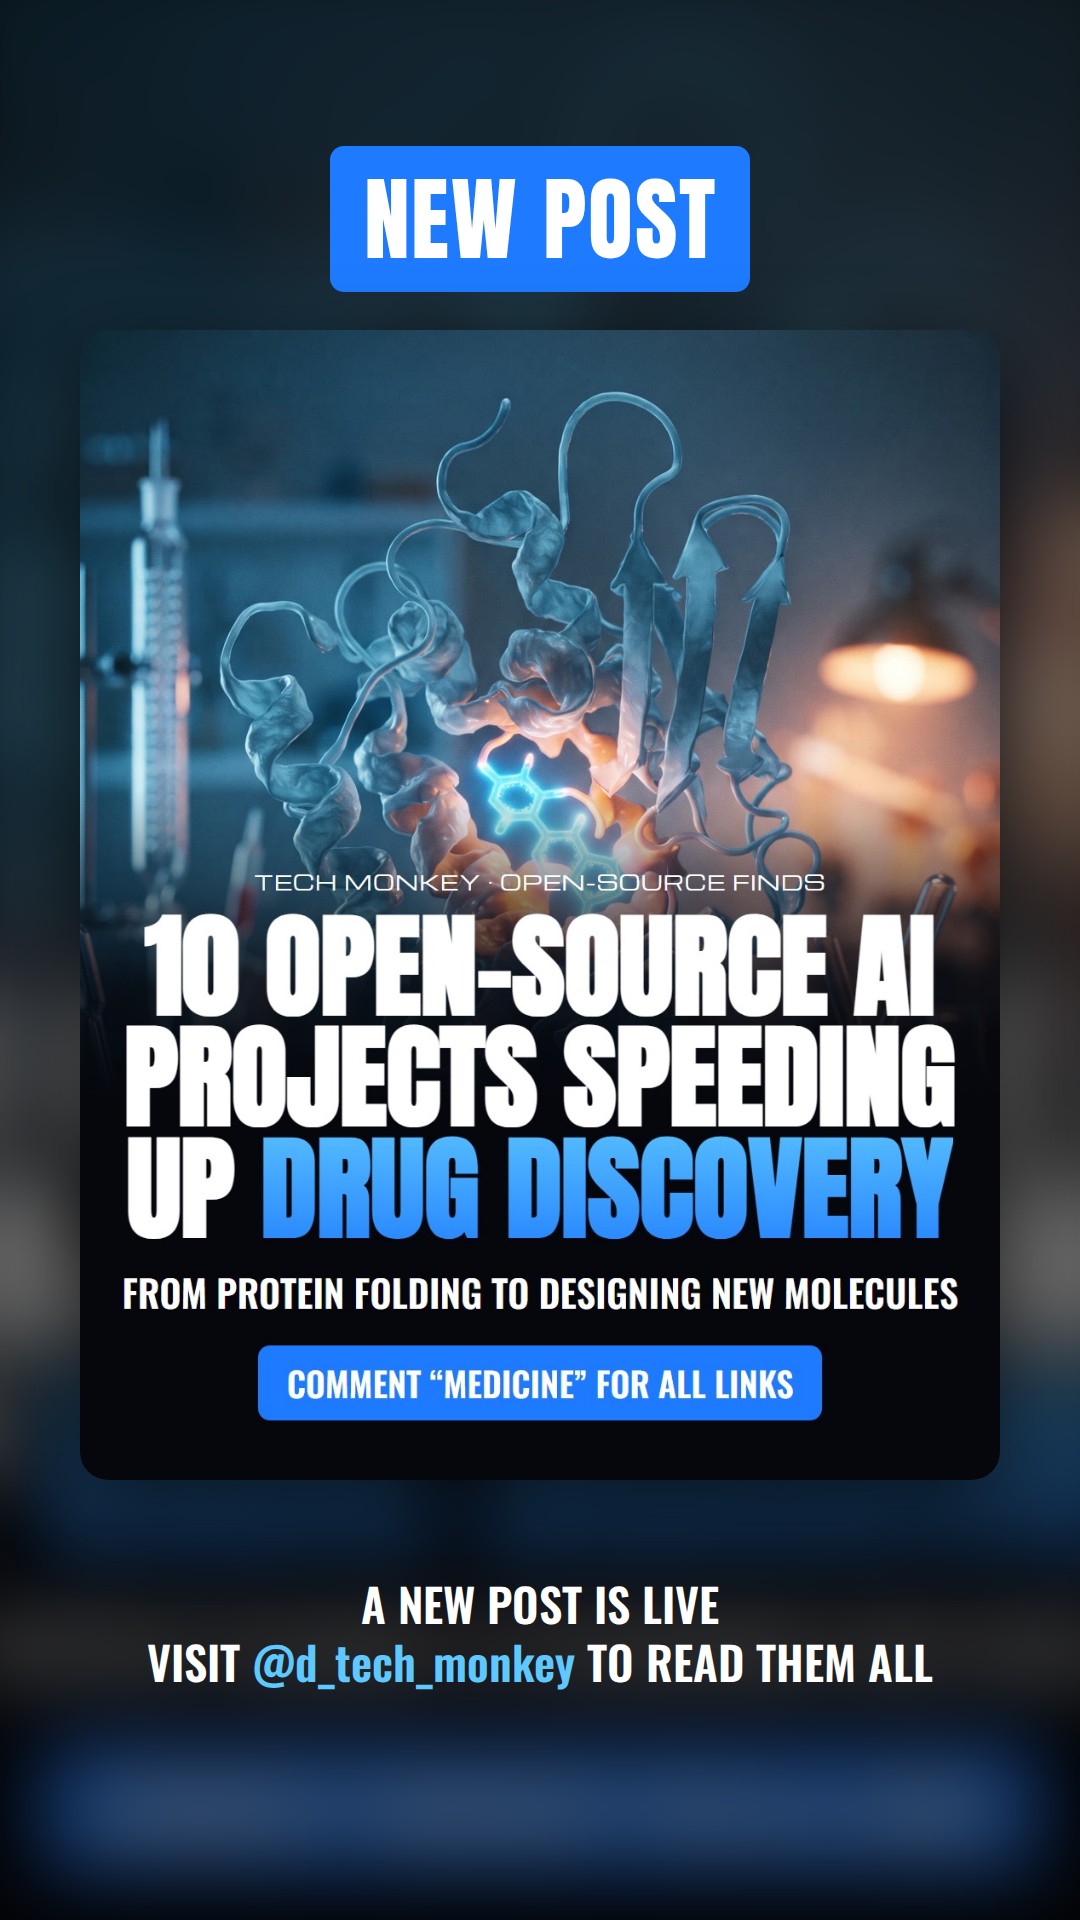 NEW POST
TECH MONKEY · OPEN-SOURCE FINDS
10 OPEN-SOURCE AI
PROJECTS SPEEDING
UP DRUG DISCOVERY
FROM PROTEIN FOLDING TO DESIGNING NEW MOLECULES
COMMENT “MEDICINE” FOR ALL LINKS
A NEW POST IS LIVE
VISIT @d_tech_monkey TO READ THEM ALL